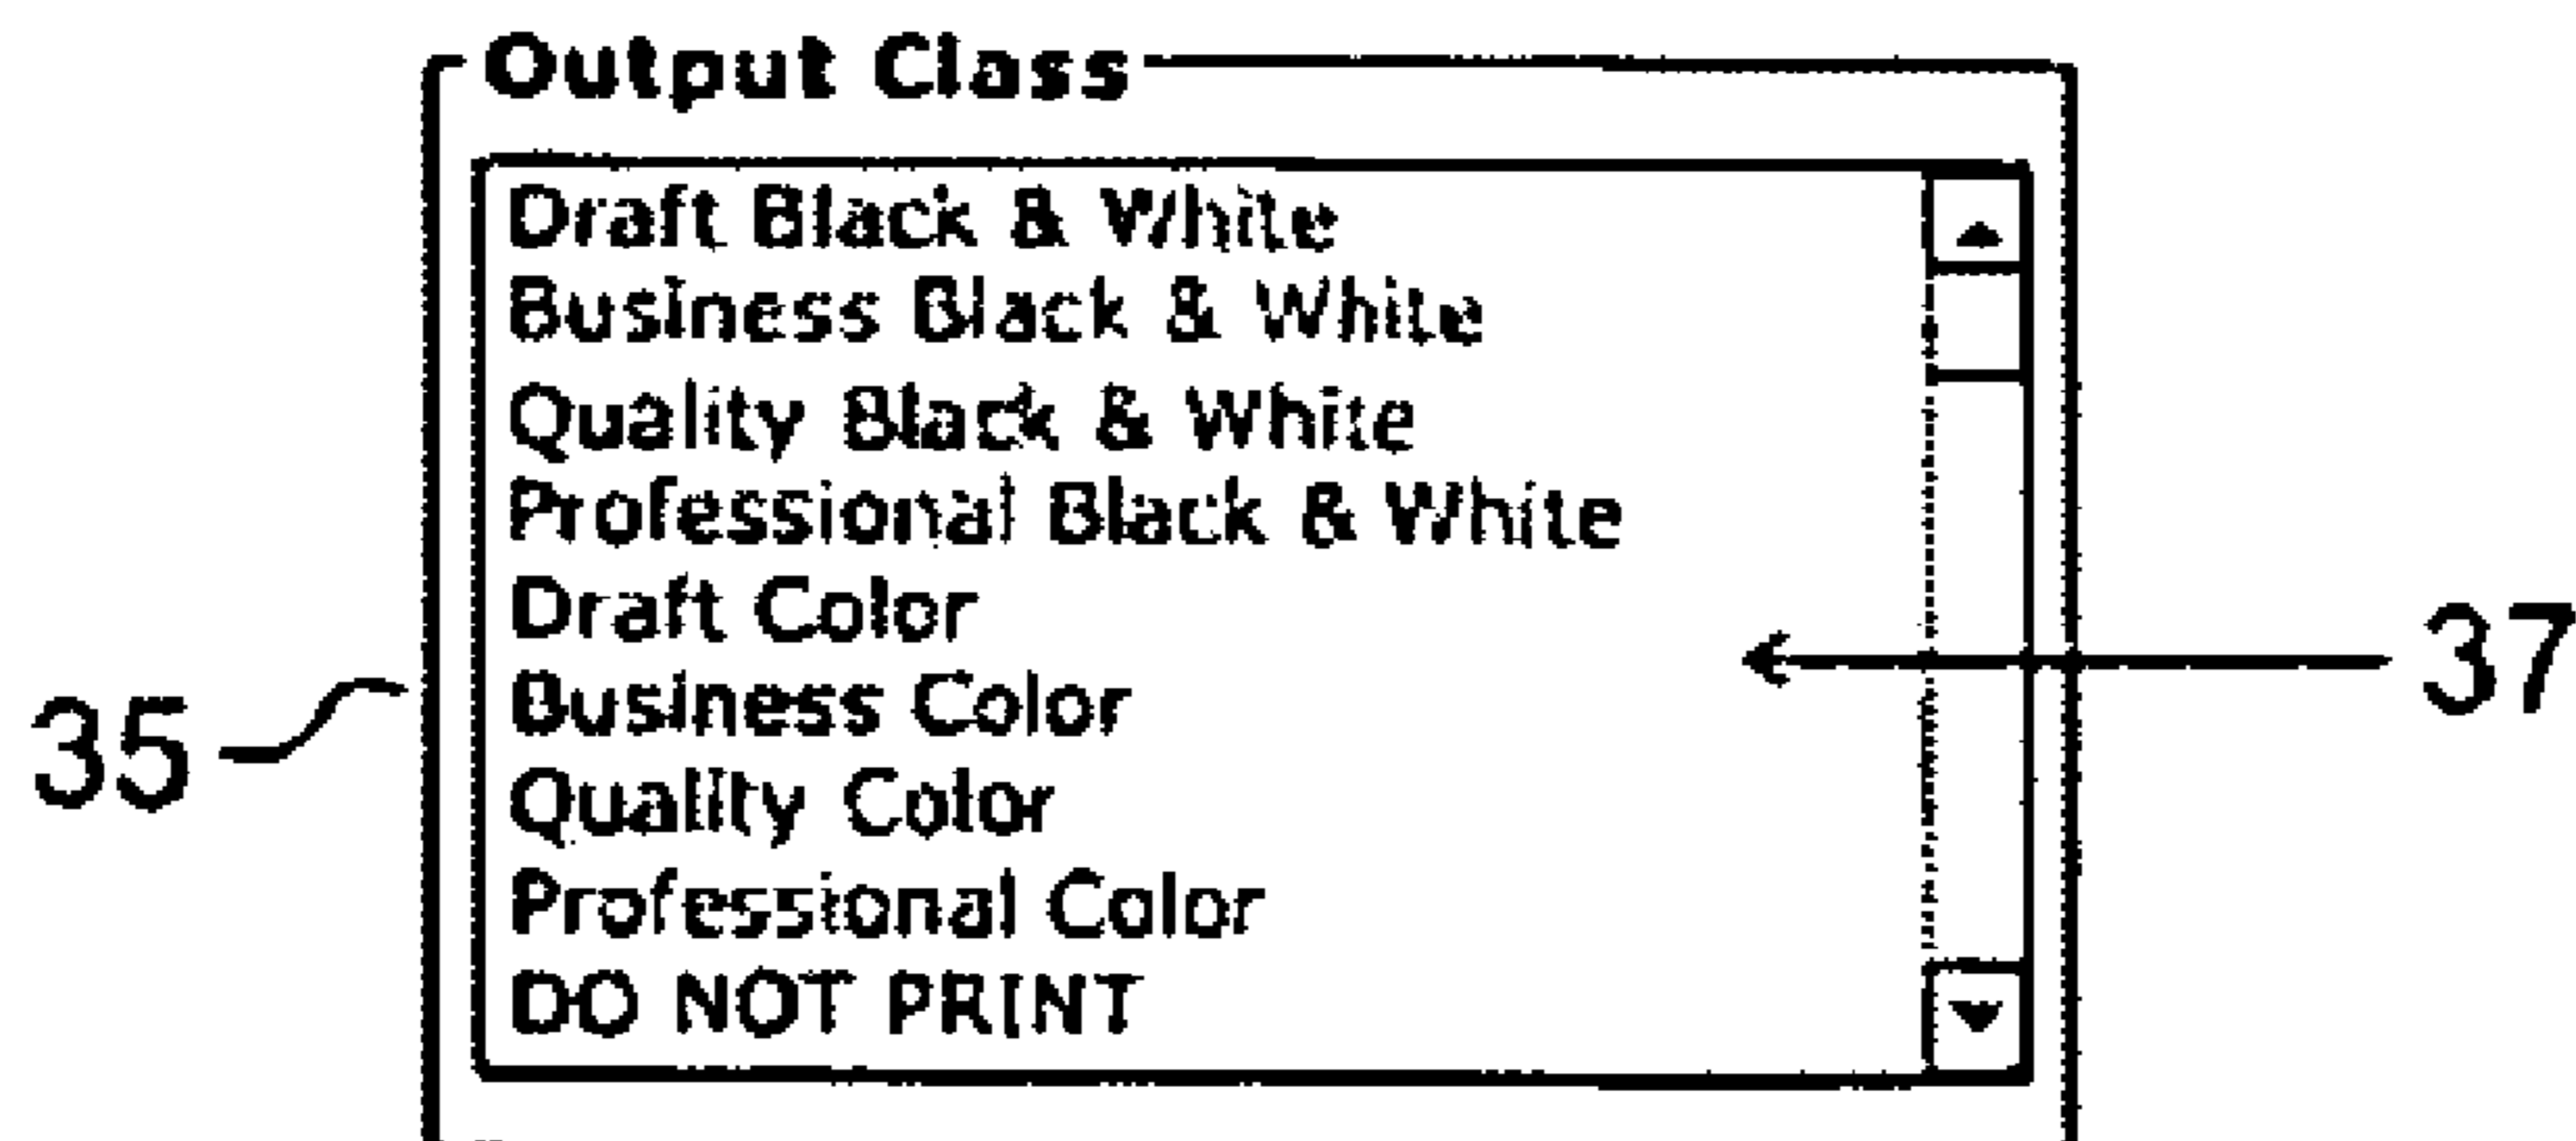 Output Class
Draft Black & White
Business Black & White
Quality Black & White
Professional Black & White
Draft Color
Business Color
Quality Color
Professional Color
DO NOT PRINT
35
37